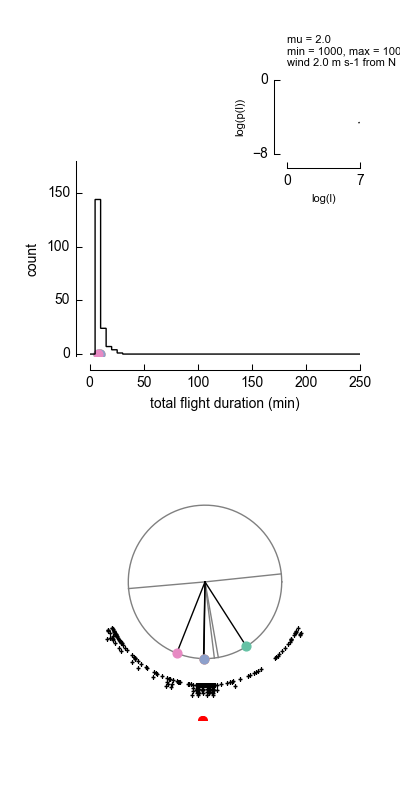 mu = 2.0
min = 1000, max = 100
wind 2.0 m s-1 from N
0
log(p(l))
−8
0 7
log(l)
150
100
50
0
count
0 50 100 150 200 250
total flight duration (min)